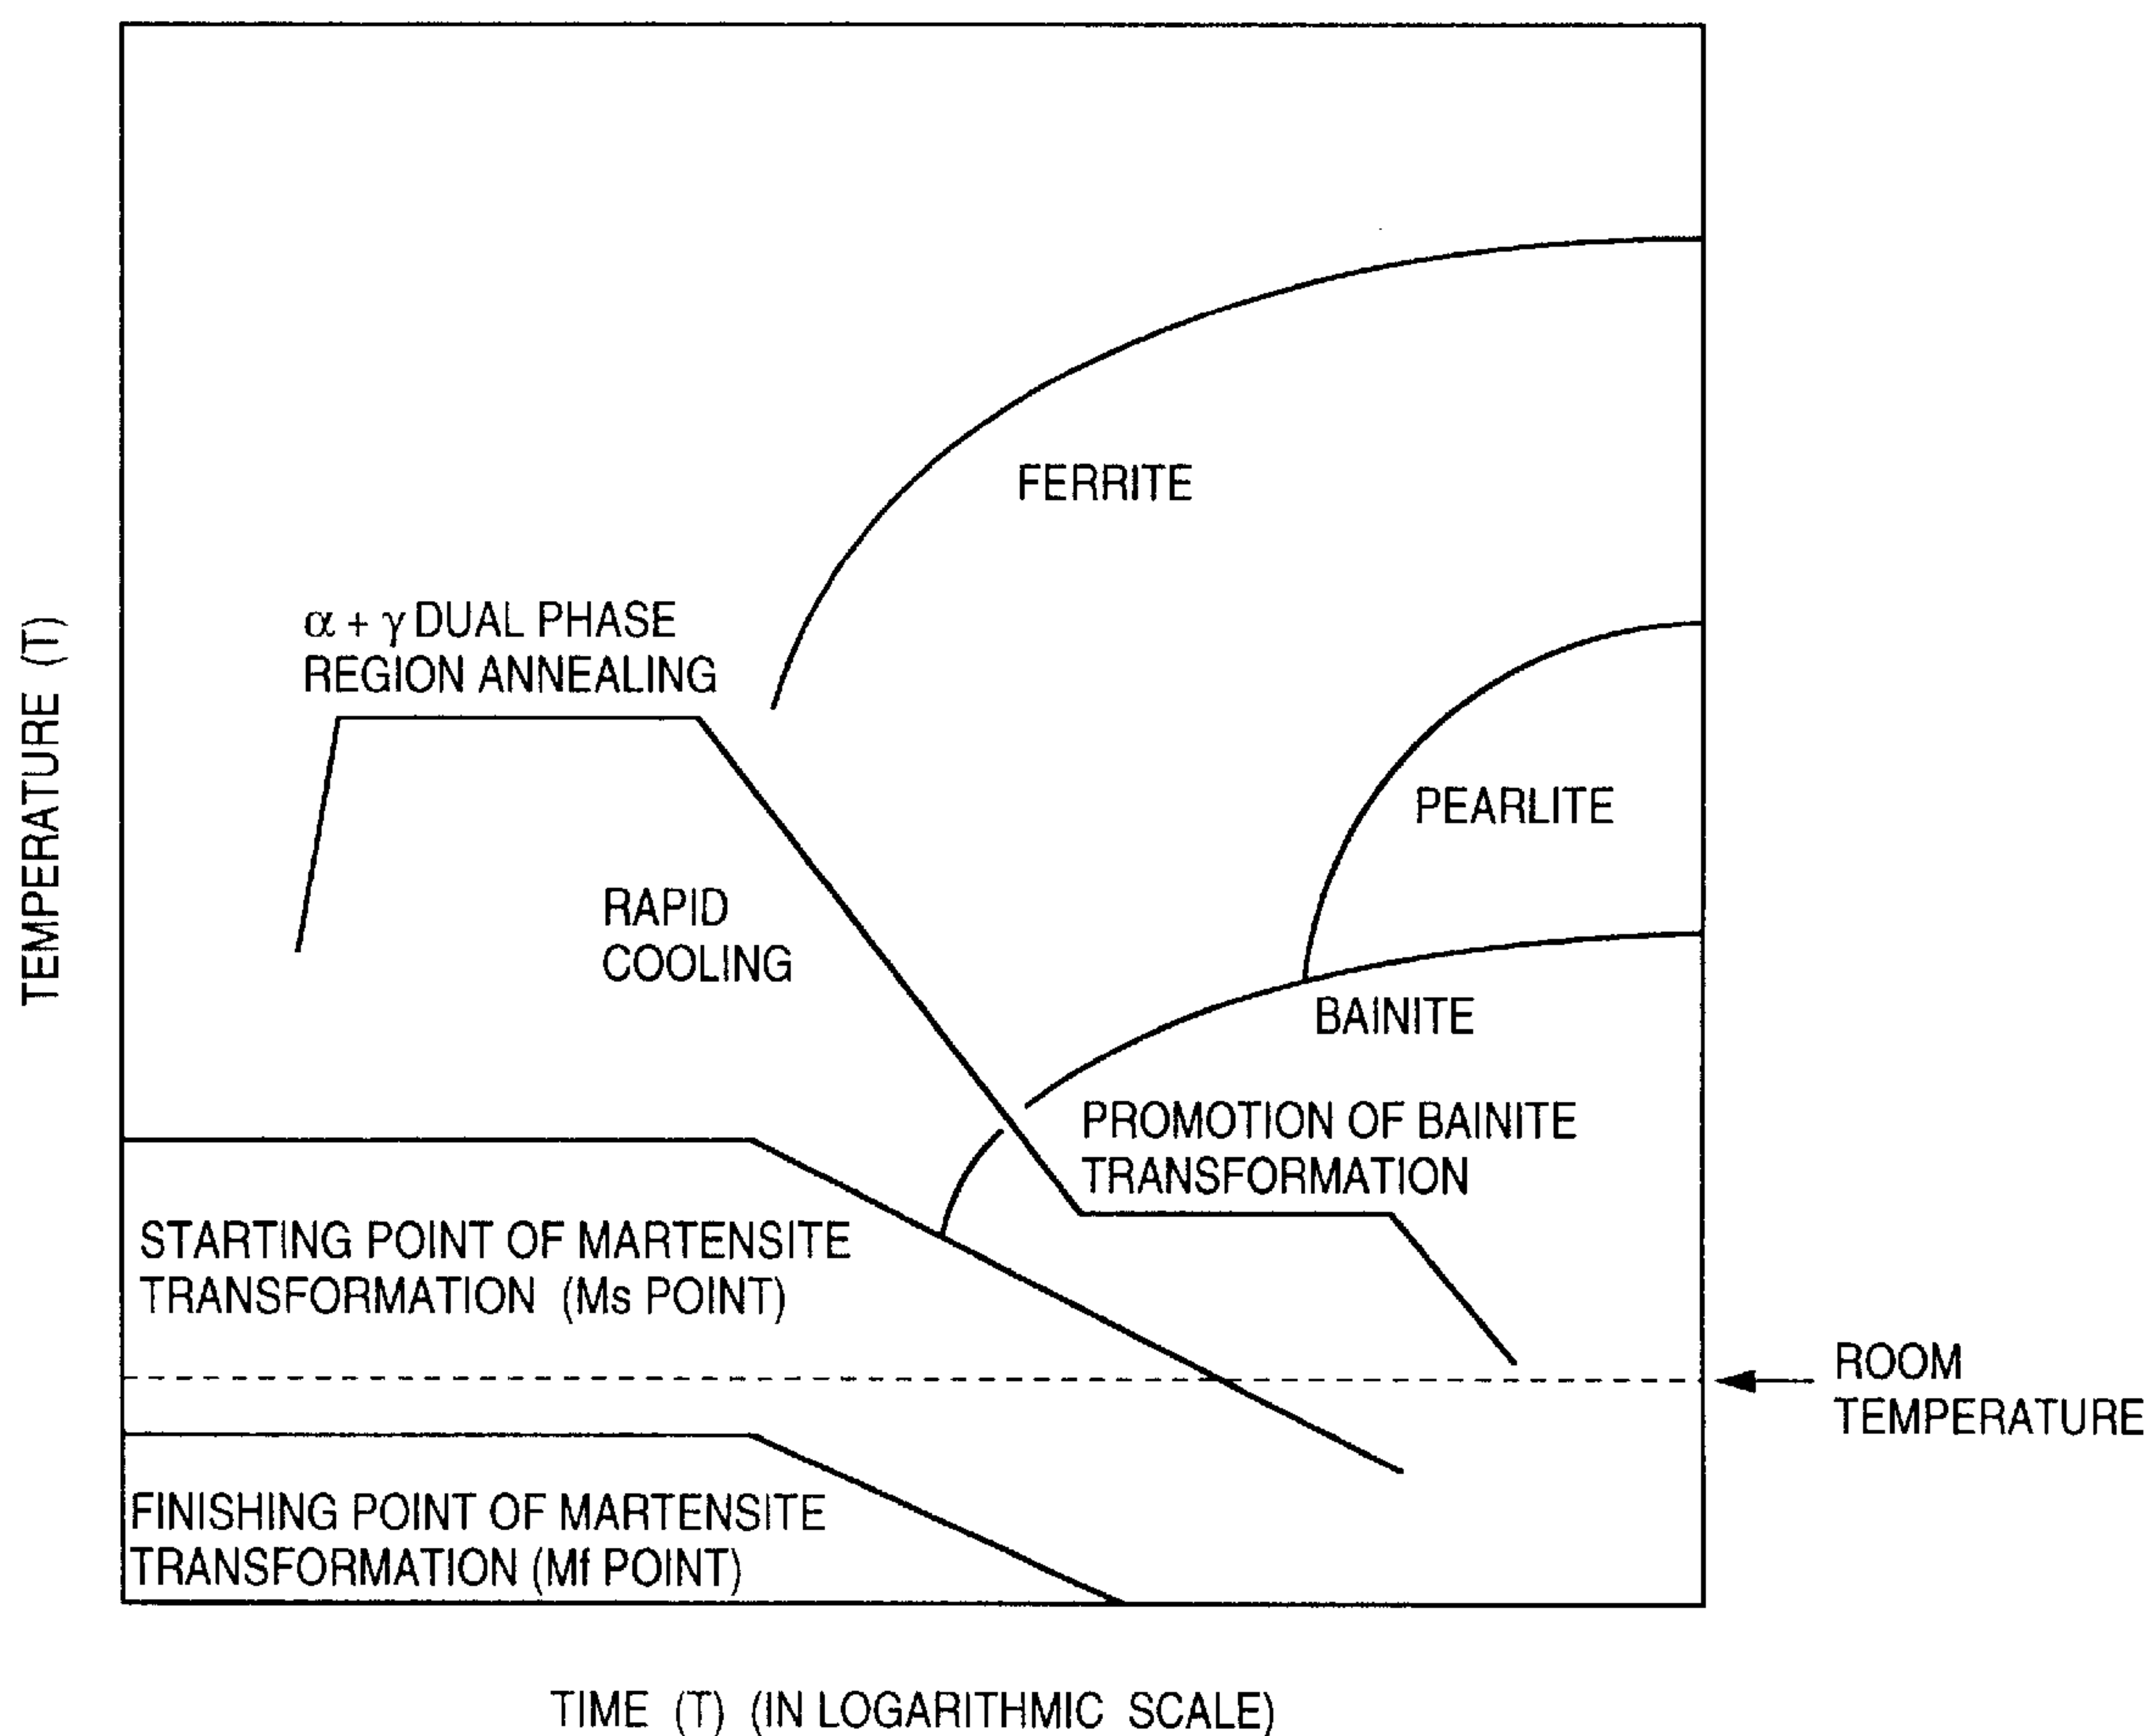 α + γ DUAL PHASE
REGION ANNEALING
FERRITE
PEARLITE
RAPID
COOLING
BAINITE
PROMOTION OF BAINITE
TRANSFORMATION
STARTING POINT OF MARTENSITE
TRANSFORMATION (Ms POINT)
ROOM
TEMPERATURE
FINISHING POINT OF MARTENSITE
TRANSFORMATION (Mf POINT)
TEMPERATURE (T)
TIME (T) (IN LOGARITHMIC SCALE)